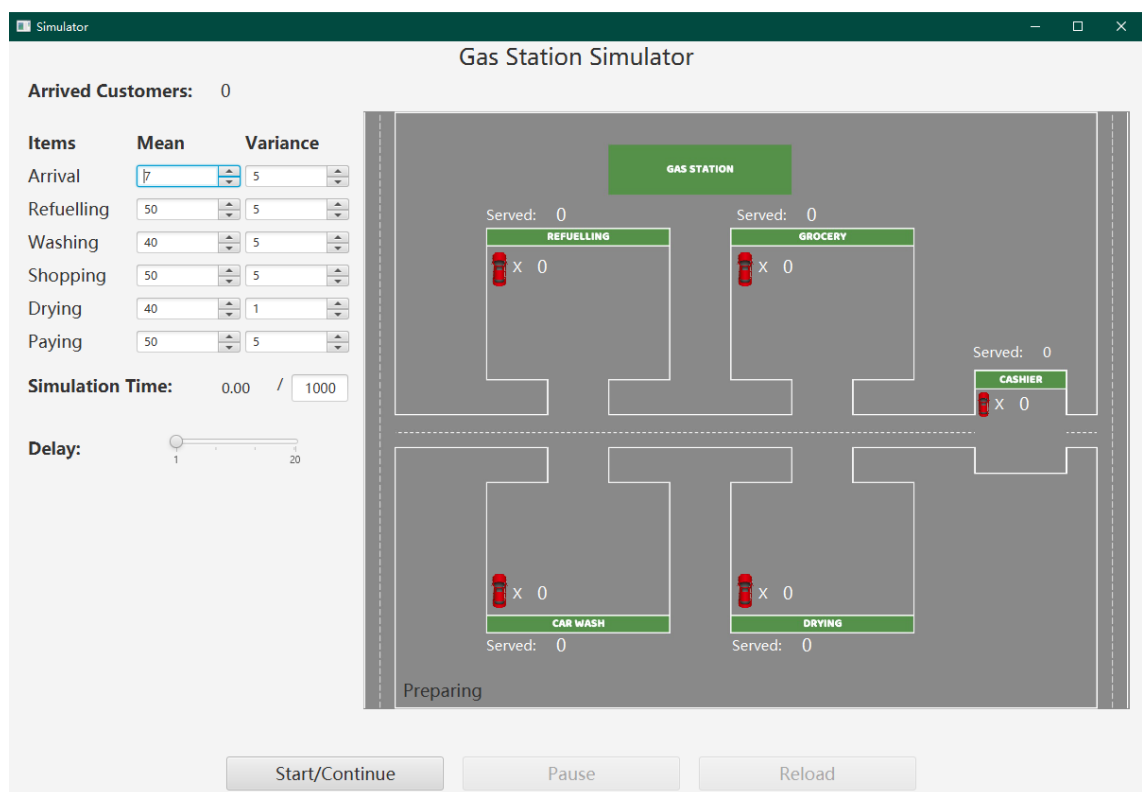 Simulator
Gas Station Simulator
Arrived Customers: 0
Items Mean Variance
Arrival 7 5
Refuelling 50 5
Washing 40 5
Shopping 50 5
Drying 40 1
Paying 50 5
Simulation Time: 0.00 / 1000
Delay:
1 20
GAS STATION
Served: 0
REFUELLING
X 0
Served: 0
GROCERY
X 0
Served: 0
CASHIER
X 0
X 0
CAR WASH
Served: 0
X 0
DRYING
Served: 0
Preparing
Start/Continue Pause Reload